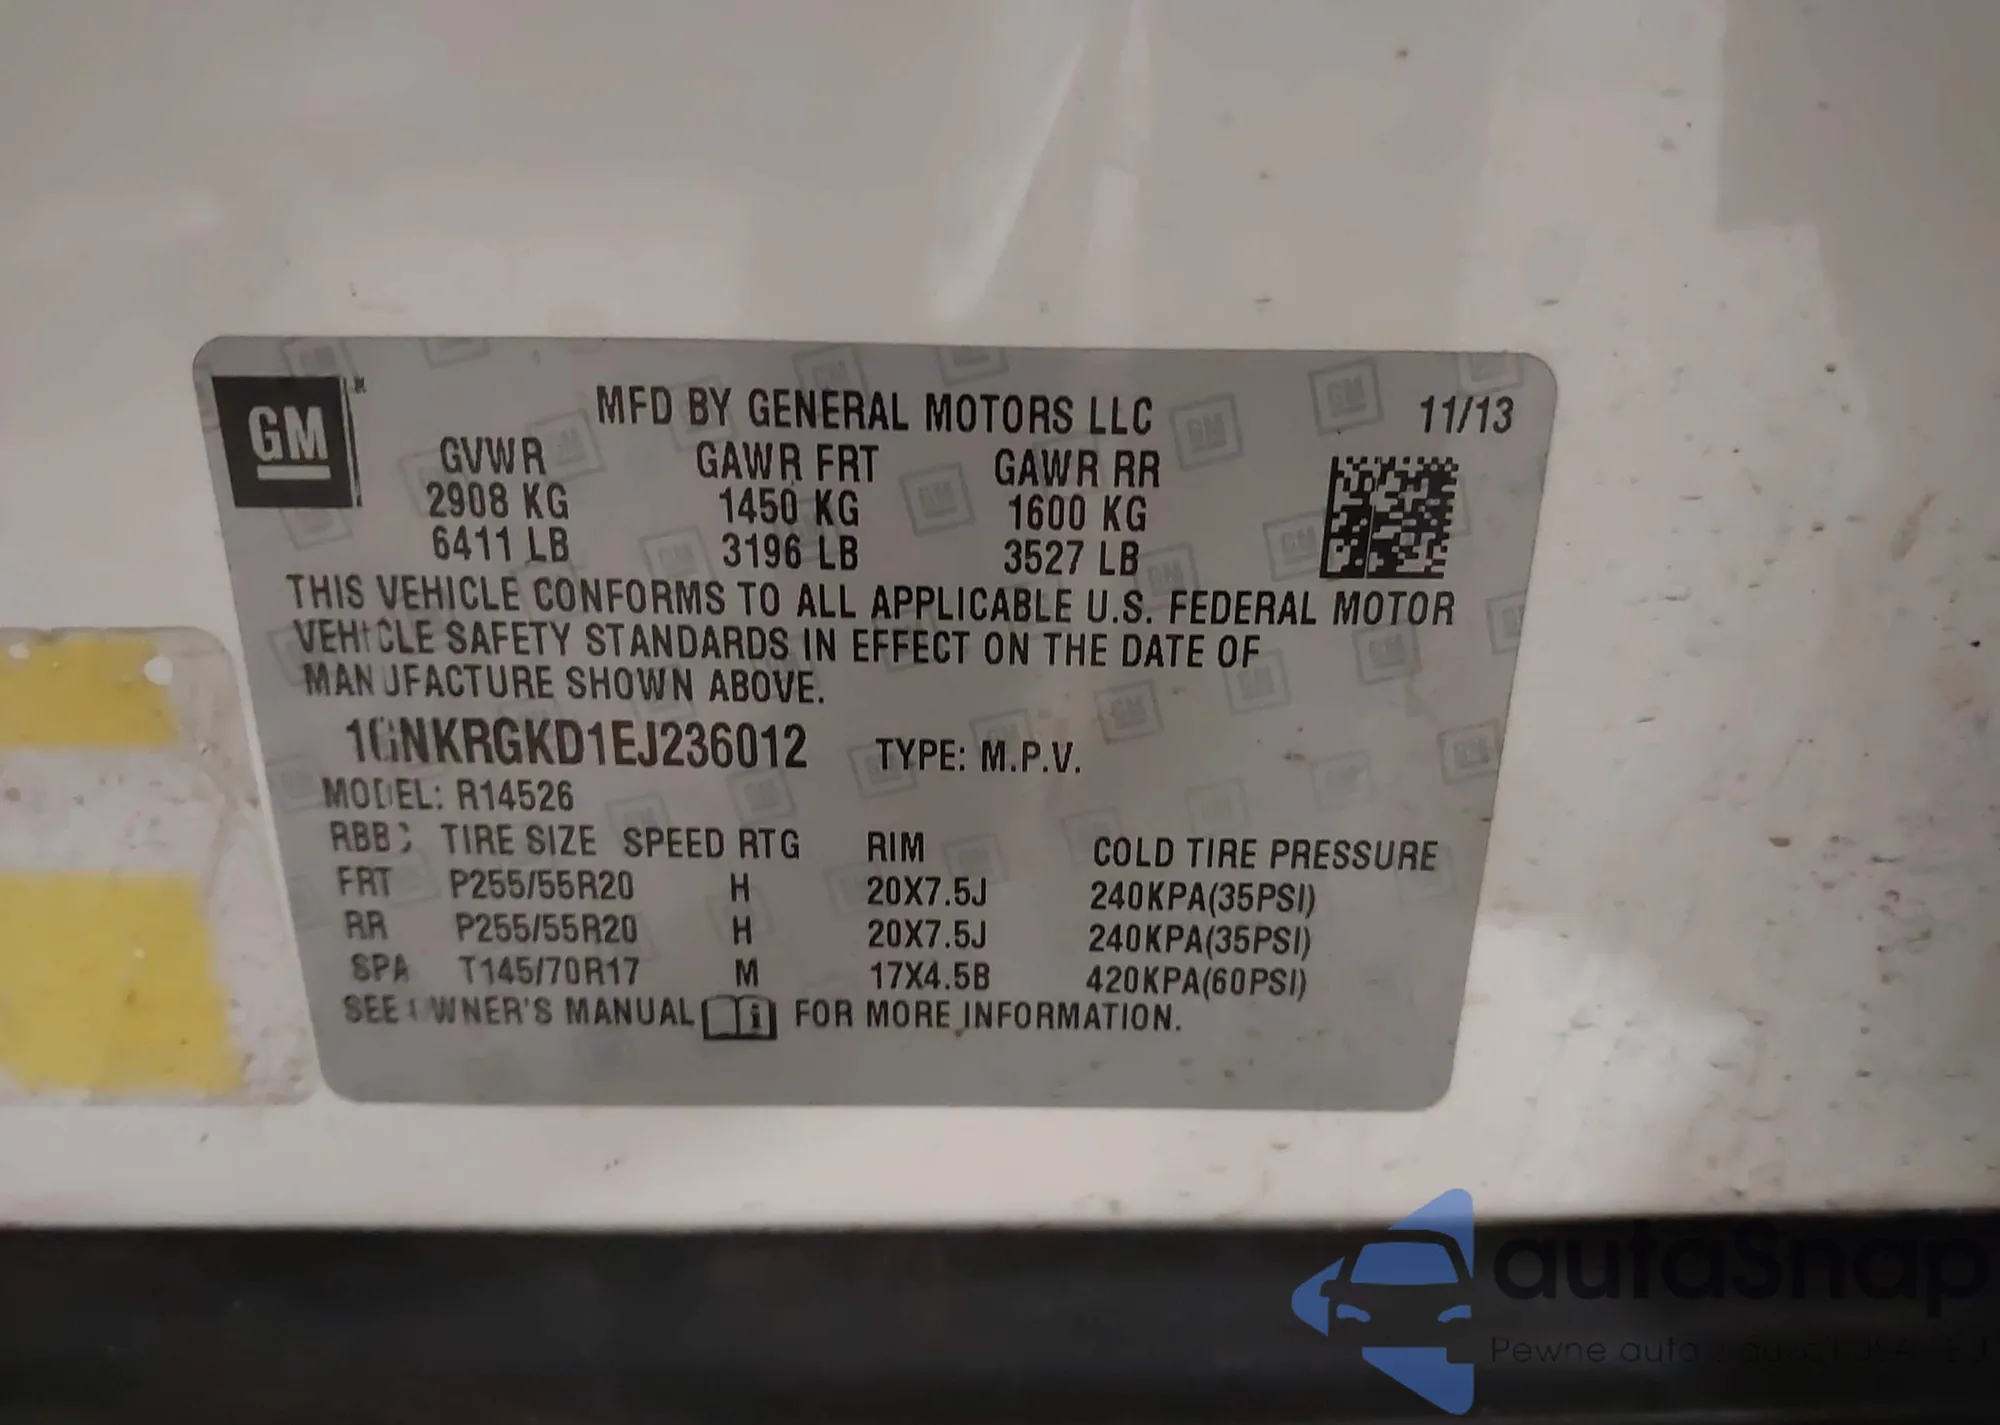 GM
MFD BY GENERAL MOTORS LLC 11/13
GVWR GAWR FRT GAWR RR
2908 KG 1450 KG 1600 KG
6411 LB 3196 LB 3527 LB
THIS VEHICLE CONFORMS TO ALL APPLICABLE U.S. FEDERAL MOTOR
VEHICLE SAFETY STANDARDS IN EFFECT ON THE DATE OF
MANUFACTURE SHOWN ABOVE.
1GNKRGKD1EJ236012 TYPE: M.P.V.
MODEL: R14526
RBB TIRE SIZE SPEED RTG RIM COLD TIRE PRESSURE
FRT P255/55R20 H 20X7.5J 240KPA(35PSI)
RR P255/55R20 H 20X7.5J 240KPA(35PSI)
SPA T145/70R17 M 17X4.5B 420KPA(60PSI)
SEE OWNER'S MANUAL i FOR MORE INFORMATION.
autaSnap
Pewne auta z